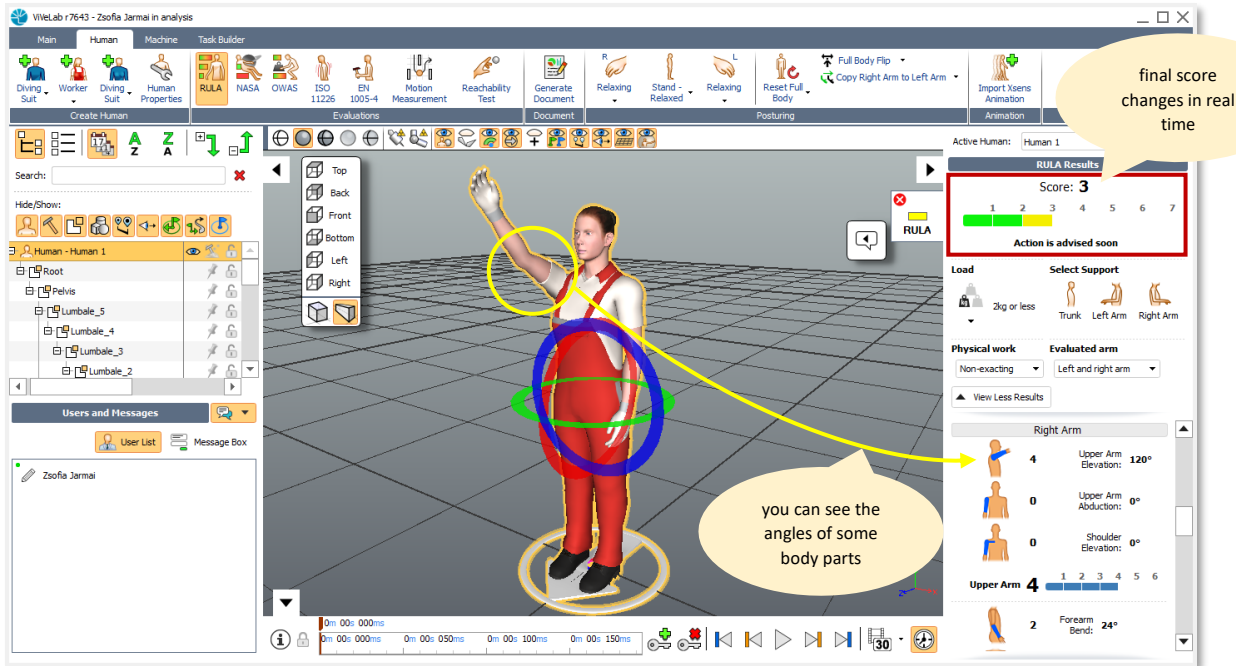 ViVeLab r7643 - Zsofia Jarmai in analysis
Main Human Machine Task Builder
Diving Suit
Worker
Diving Suit
Human Properties
RULA
NASA
OWAS
ISO 11226
EN 1005-4
Motion Measurement
Reachability Test
Generate Document
R
Relaxing
Stand - Relaxed
L
Relaxing
Reset Full Body
Full Body Flip
Copy Right Arm to Left Arm
Import Xsens Animation
Create Human
Evaluations
Document
Posturing
Animation
final score
changes in real
time
17
A
Z
Z
A
Search:
Hide/Show:
Human - Human 1
Root
Pelvis
Lumbale_5
Lumbale_4
Lumbale_3
Lumbale_2
Users and Messages
User List
Message Box
Zsofia Jarmai
Top
Back
Front
Bottom
Left
Right
RULA
Active Human: Human 1
RULA Results
Score: 3
1 2 3 4 5 6 7
Action is advised soon
Load
Select Support
kg
2kg or less
Trunk Left Arm Right Arm
Physical work
Evaluated arm
Non-exacting
Left and right arm
View Less Results
Right Arm
4 Upper Arm Elevation: 120°
0 Upper Arm Abduction: 0°
0 Shoulder Elevation: 0°
Upper Arm 4 1 2 3 4 5 6
2 Forearm Bend: 24°
you can see the
angles of some
body parts
0m 00s 000ms
0m 00s 000ms 0m 00s 050ms 0m 00s 100ms 0m 00s 150ms
30